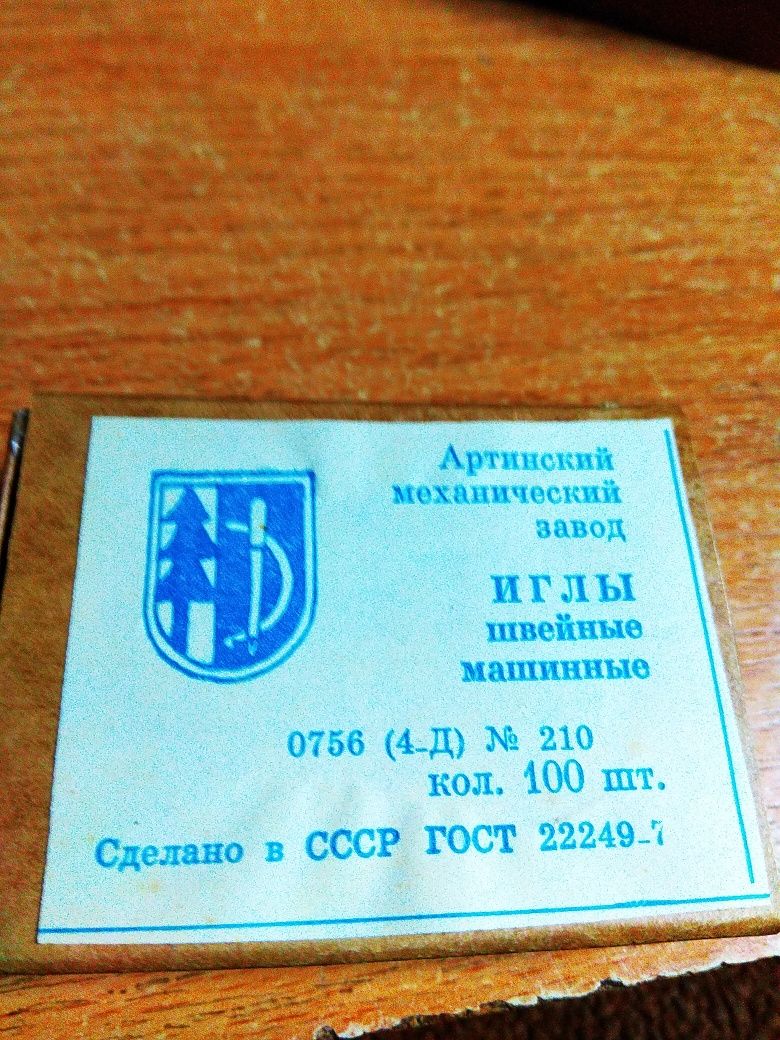 Артинский
механический
завод
ИГЛЫ
швейные
машинные
0756 (4-Д) № 210
кол. 100 шт.
Сделано в СССР ГОСТ 22249-7